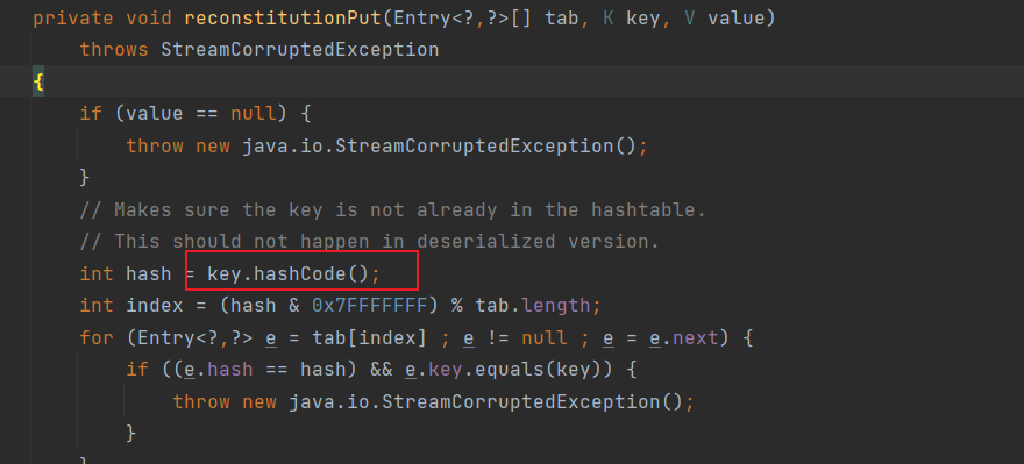 private void reconstitutionPut(Entry<?,?>[] tab, K key, V value)
    throws StreamCorruptedException
{
    if (value == null) {
        throw new java.io.StreamCorruptedException();
    }
    // Makes sure the key is not already in the hashtable.
    // This should not happen in deserialized version.
    int hash = key.hashCode();
    int index = (hash & 0x7FFFFFFF) % tab.length;
    for (Entry<?,?> e = tab[index] ; e != null ; e = e.next) {
        if ((e.hash == hash) && e.key.equals(key)) {
            throw new java.io.StreamCorruptedException();
        }
    }